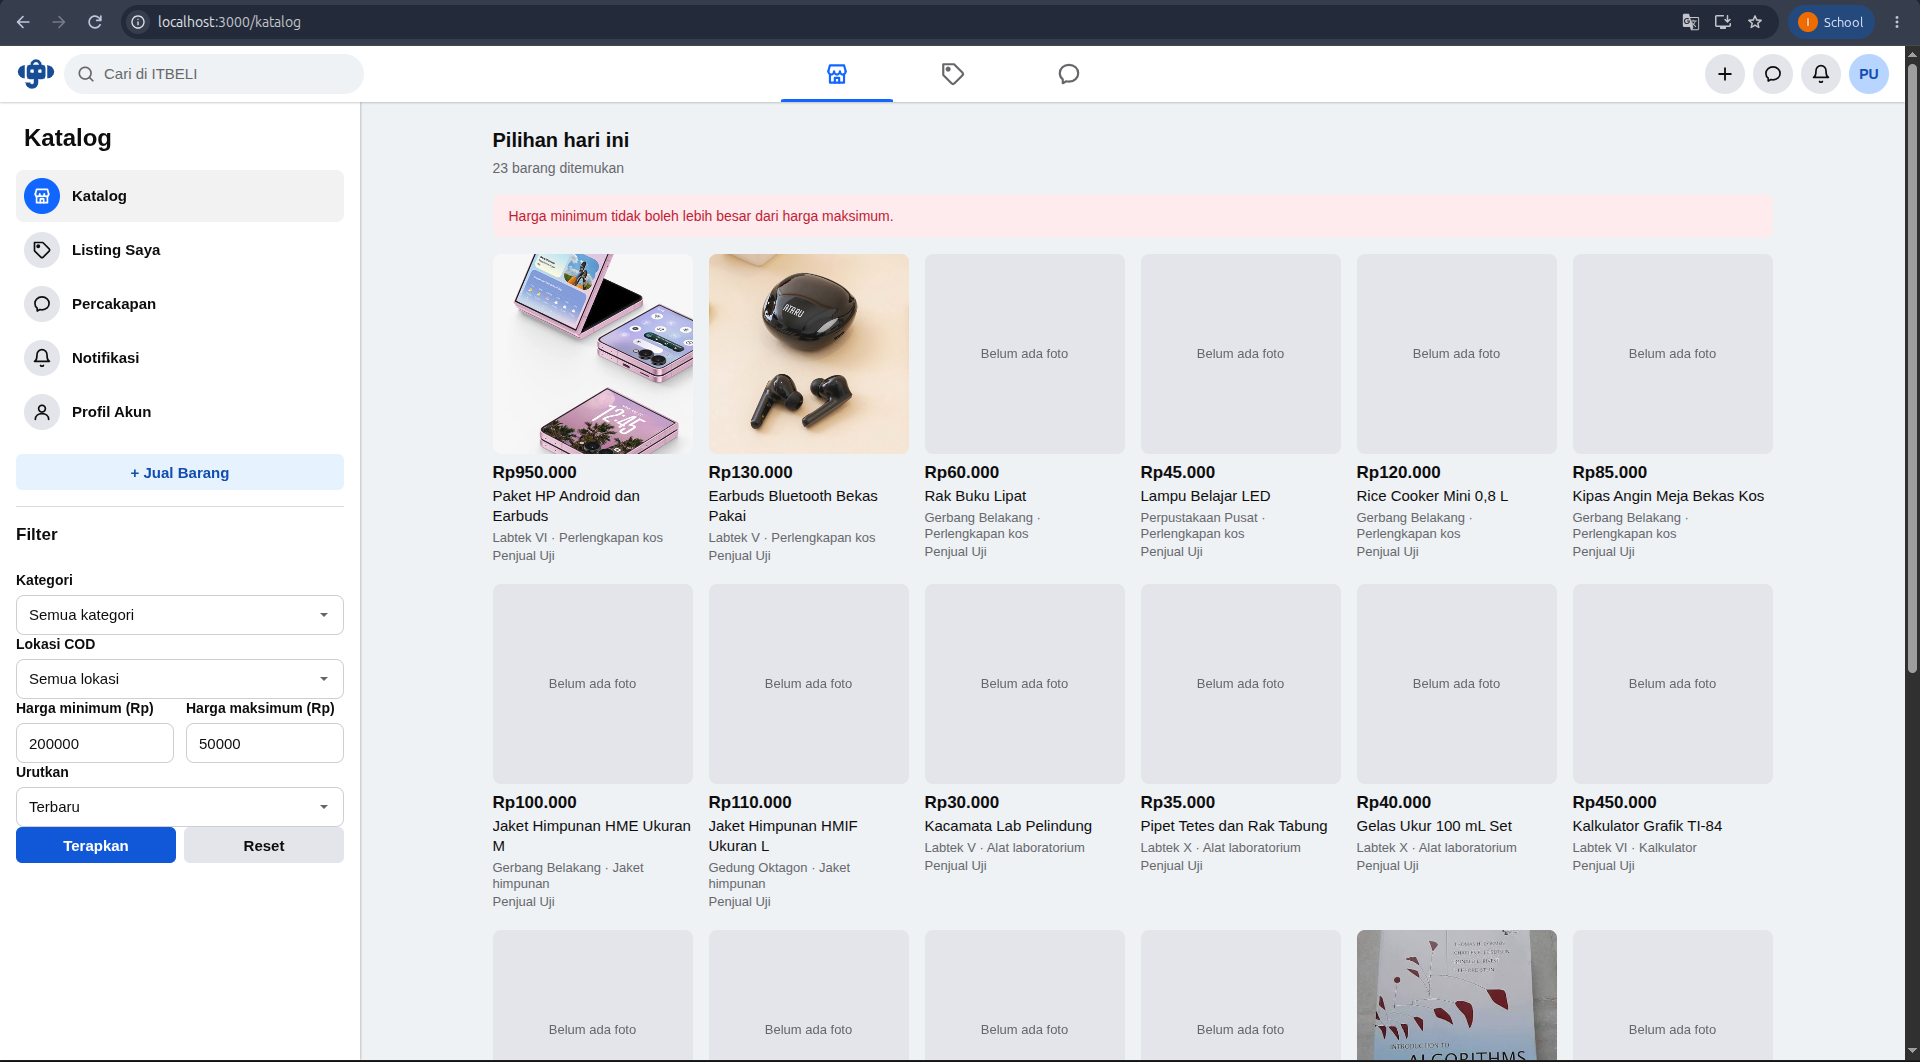 localhost:3000/katalog
School
Cari di ITBELI
PU
Katalog
Katalog
Listing Saya
Percakapan
Notifikasi
Profil Akun
+ Jual Barang
Filter
Kategori
Semua kategori
Lokasi COD
Semua lokasi
Harga minimum (Rp)
Harga maksimum (Rp)
200000
50000
Urutkan
Terbaru
Terapkan
Reset
Pilihan hari ini
23 barang ditemukan
Harga minimum tidak boleh lebih besar dari harga maksimum.
12:45
Rp950.000
Paket HP Android dan
Earbuds
Labtek VI · Perlengkapan kos
Penjual Uji
ATARU
Rp130.000
Earbuds Bluetooth Bekas
Pakai
Labtek V · Perlengkapan kos
Penjual Uji
Belum ada foto
Rp60.000
Rak Buku Lipat
Gerbang Belakang ·
Perlengkapan kos
Penjual Uji
Belum ada foto
Rp45.000
Lampu Belajar LED
Perpustakaan Pusat ·
Perlengkapan kos
Penjual Uji
Belum ada foto
Rp120.000
Rice Cooker Mini 0,8 L
Gerbang Belakang ·
Perlengkapan kos
Penjual Uji
Belum ada foto
Rp85.000
Kipas Angin Meja Bekas Kos
Gerbang Belakang ·
Perlengkapan kos
Penjual Uji
Belum ada foto
Rp100.000
Jaket Himpunan HME Ukuran
M
Gerbang Belakang · Jaket
himpunan
Penjual Uji
Belum ada foto
Rp110.000
Jaket Himpunan HMIF
Ukuran L
Gedung Oktagon · Jaket
himpunan
Penjual Uji
Belum ada foto
Rp30.000
Kacamata Lab Pelindung
Labtek V · Alat laboratorium
Penjual Uji
Belum ada foto
Rp35.000
Pipet Tetes dan Rak Tabung
Labtek X · Alat laboratorium
Penjual Uji
Belum ada foto
Rp40.000
Gelas Ukur 100 mL Set
Labtek X · Alat laboratorium
Penjual Uji
Belum ada foto
Rp450.000
Kalkulator Grafik TI-84
Labtek VI · Kalkulator
Penjual Uji
Belum ada foto
Belum ada foto
Belum ada foto
Belum ada foto
INTRODUCTION TO
ALGORITHMS
Belum ada foto